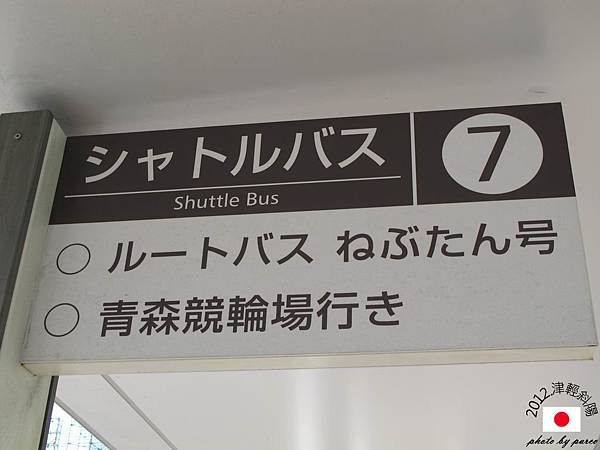 シャトルバス
Shuttle Bus
7
○ ルートバス ねぶたん号
○ 青森競輪場行き
2012.津輕斜陽
photo by parco